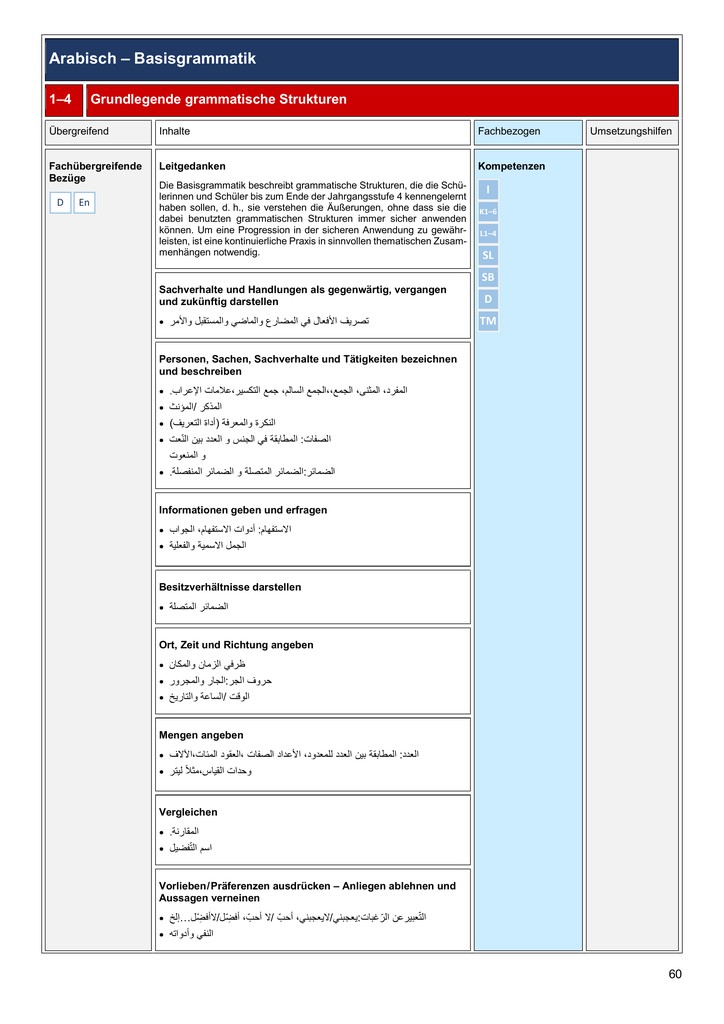 Arabisch – Basisgrammatik
1–4 Grundlegende grammatische Strukturen
Übergreifend Inhalte Fachbezogen Umsetzungshilfen
Fachübergreifende
Bezüge
D En
Leitgedanken
Die Basisgrammatik beschreibt grammatische Strukturen, die die Schü-
lerinnen und Schüler bis zum Ende der Jahrgangsstufe 4 kennengelernt
haben sollen, d. h., sie verstehen die Äußerungen, ohne dass sie die
dabei benutzten grammatischen Strukturen immer sicher anwenden
können. Um eine Progression in der sicheren Anwendung zu gewähr-
leisten, ist eine kontinuierliche Praxis in sinnvollen thematischen Zusam-
menhängen notwendig.
Sachverhalte und Handlungen als gegenwärtig, vergangen
und zukünftig darstellen
• تصريف الأفعال في المضارع والماضي والمستقبل والأمر
Personen, Sachen, Sachverhalte und Tätigkeiten bezeichnen
und beschreiben
• المفرد، المثنى، الجمع،،الجمع السالم، جمع التكسير،علامات الإعراب.
• المذكر /المؤنث
• النكرة والمعرفة (أداة التعريف)
• الصفات: المطابقة في الجنس و العدد بين النّعت
و المنعوت
• الضمائر:الضمائر المتصلة و الضمائر المنفصلة.
Informationen geben und erfragen
• الاستفهام: أدوات الاستفهام، الجواب
• الجمل الاسمية والفعلية
Besitzverhältnisse darstellen
• الضمائر المتصلة
Ort, Zeit und Richtung angeben
• ظرفي الزمان والمكان
• حروف الجر:الجار والمجرور
• الوقت /الساعة والتاريخ
Mengen angeben
• العدد: المطابقة بين العدد للمعدود، الأعداد الصفات ،العقود المئات،الآلاف
• وحدات القياس،مثلاً ليتر
Vergleichen
• المقارنة.
• اسم التّفضيل
Vorlieben/Präferenzen ausdrücken – Anliegen ablehnen und
Aussagen verneinen
• التّعبيرعن الرّغبات:يعجبني/لايعجبني، أحبّ /لا أحبّ، أفضّل/لاأفضّل...إلخ
• النفي وأدواته
Kompetenzen
I
K1–6
L1–4
SL
SB
D
TM
60